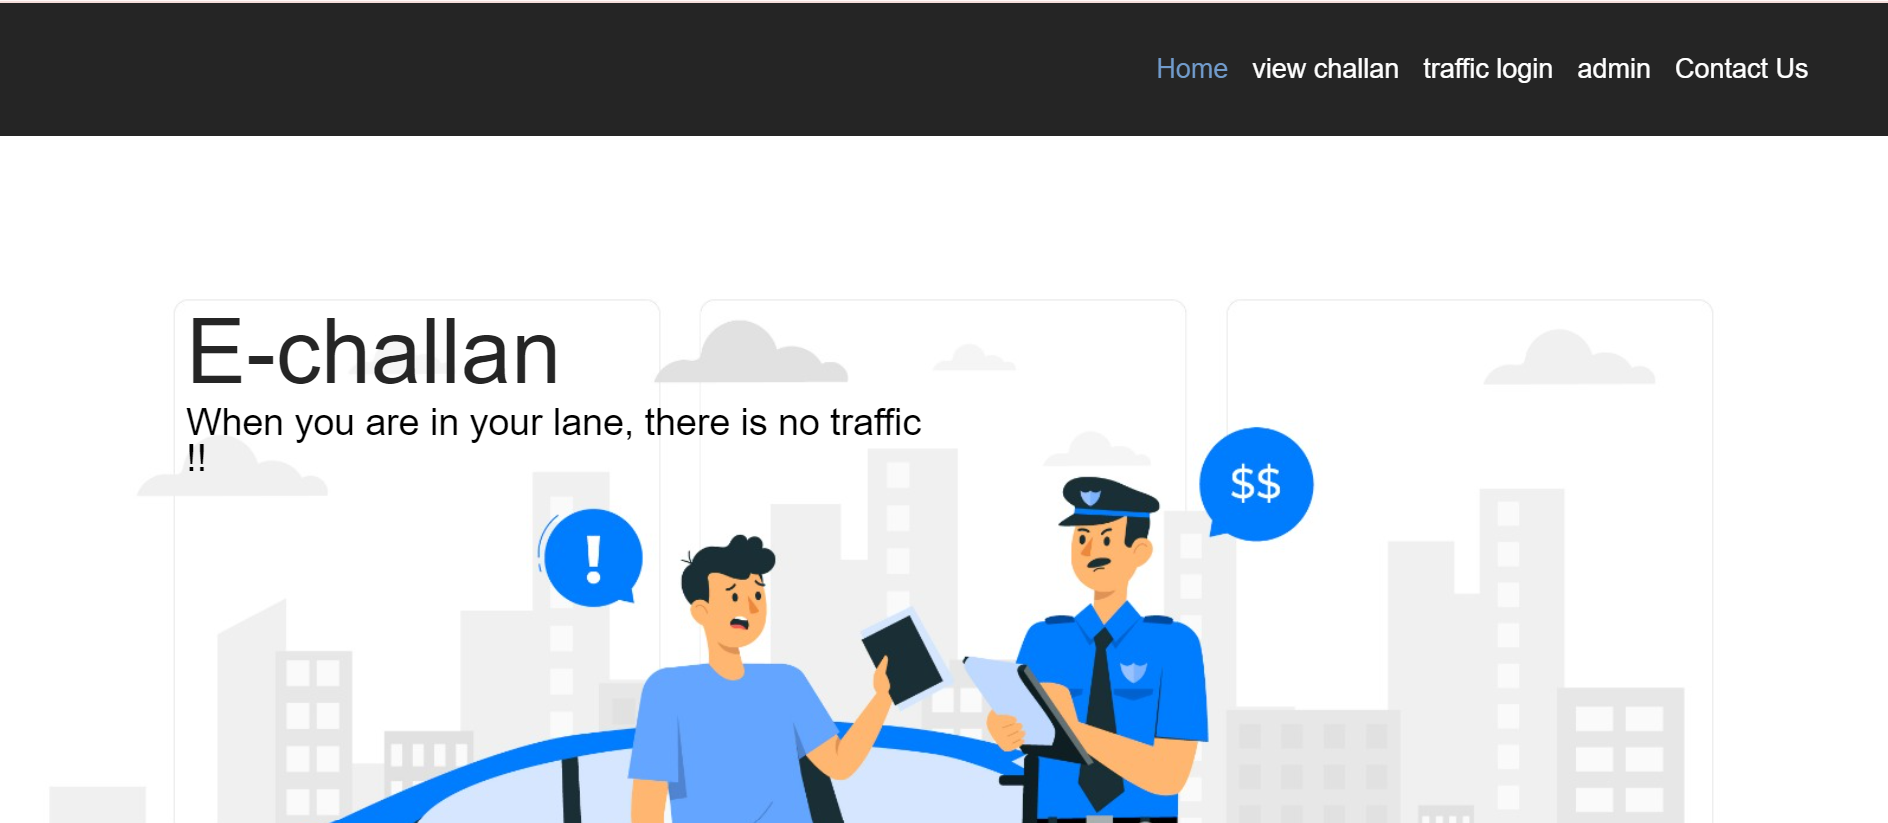 Home view challan traffic login admin Contact Us
E-challan
When you are in your lane, there is no traffic
!!
$$
!